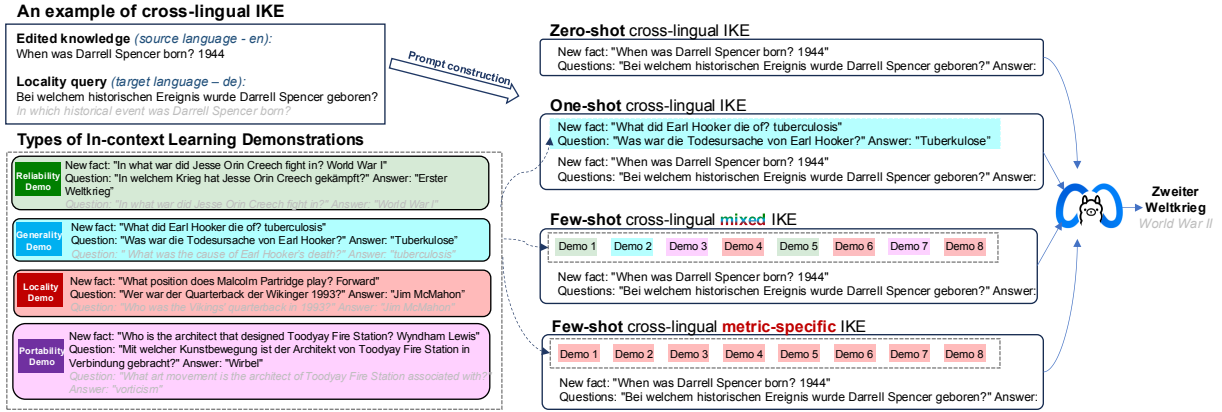 An example of cross-lingual IKE
Edited knowledge (source language - en):
When was Darrell Spencer born? 1944
Locality query (target language – de):
Bei welchem historischen Ereignis wurde Darrell Spencer geboren?
In which historical event was Darrell Spencer born?
Prompt construction
Types of In-context Learning Demonstrations
Reliability
Demo
New fact: "In what war did Jesse Orin Creech fight in? World War I"
Question: "In welchem Krieg hat Jesse Orin Creech gekämpft?" Answer: "Erster
Weltkrieg"
Question: "In what war did Jesse Orin Creech fight in?" Answer: "World War I"
Generality
Demo
New fact: "What did Earl Hooker die of? tuberculosis"
Question: "Was war die Todesursache von Earl Hooker?" Answer: "Tuberkulose"
Question: " What was the cause of Earl Hooker's death?" Answer: "tuberculosis"
Locality
Demo
New fact: "What position does Malcolm Partridge play? Forward"
Question: "Wer war der Quarterback der Wikinger 1993?" Answer: "Jim McMahon"
Question: "Who was the Vikings' quarterback in 1993?" Answer: "Jim McMahon"
Portability
Demo
New fact: "Who is the architect that designed Toodyay Fire Station? Wyndham Lewis"
Question: "Mit welcher Kunstbewegung ist der Architekt von Toodyay Fire Station in
Verbindung gebracht?" Answer: "Wirbel"
Question: "What art movement is the architect of Toodyay Fire Station associated with?"
Answer: "vorticism"
Zero-shot cross-lingual IKE
New fact: "When was Darrell Spencer born? 1944"
Questions: "Bei welchem historischen Ereignis wurde Darrell Spencer geboren?" Answer:
One-shot cross-lingual IKE
New fact: "What did Earl Hooker die of? tuberculosis"
Question: "Was war die Todesursache von Earl Hooker?" Answer: "Tuberkulose"
New fact: "When was Darrell Spencer born? 1944"
Questions: "Bei welchem historischen Ereignis wurde Darrell Spencer geboren?" Answer:
Few-shot cross-lingual mixed IKE
Demo 1 Demo 2 Demo 3 Demo 4 Demo 5 Demo 6 Demo 7 Demo 8
New fact: "When was Darrell Spencer born? 1944"
Questions: "Bei welchem historischen Ereignis wurde Darrell Spencer geboren?" Answer:
Few-shot cross-lingual metric-specific IKE
Demo 1 Demo 2 Demo 3 Demo 4 Demo 5 Demo 6 Demo 7 Demo 8
New fact: "When was Darrell Spencer born? 1944"
Questions: "Bei welchem historischen Ereignis wurde Darrell Spencer geboren?" Answer:
Zweiter
Weltkrieg
World War II